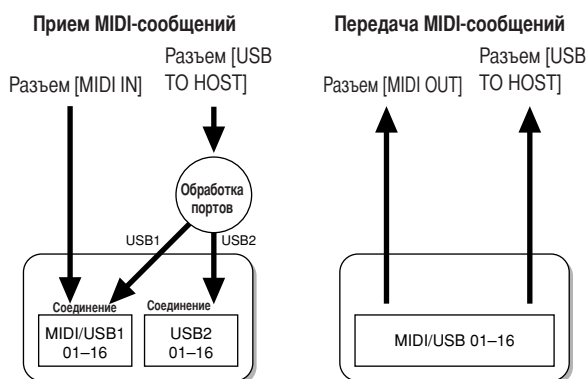 Прием MIDI-сообщений
Разъем [MIDI IN]
Разъем [USB
TO HOST]
Обработка
портов
USB1
USB2
Соединение
MIDI/USB1
01–16
Соединение
USB2
01–16
Передача MIDI-сообщений
Разъем [MIDI OUT]
Разъем [USB
TO HOST]
MIDI/USB 01–16